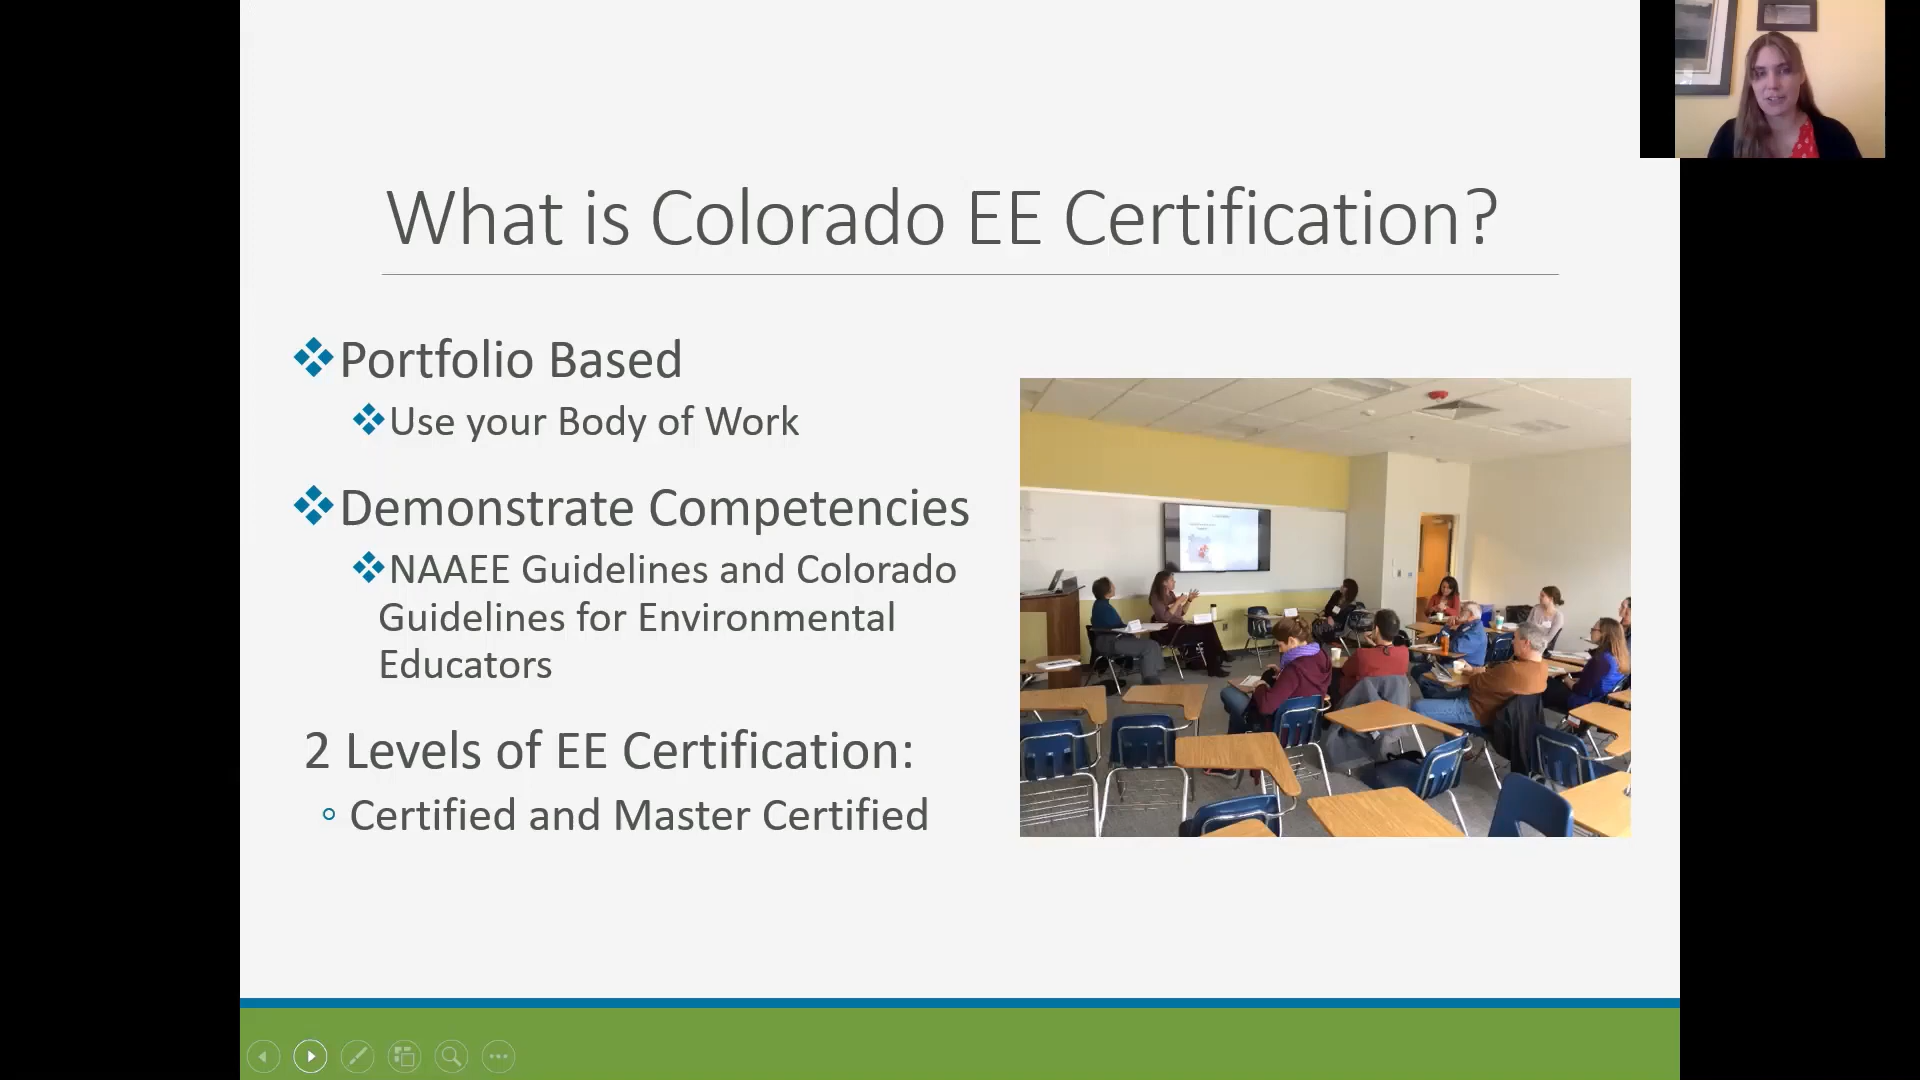 What is Colorado EE Certification?
Portfolio Based
Use your Body of Work
Demonstrate Competencies
NAAEE Guidelines and Colorado
Guidelines for Environmental
Educators
2 Levels of EE Certification:
Certified and Master Certified